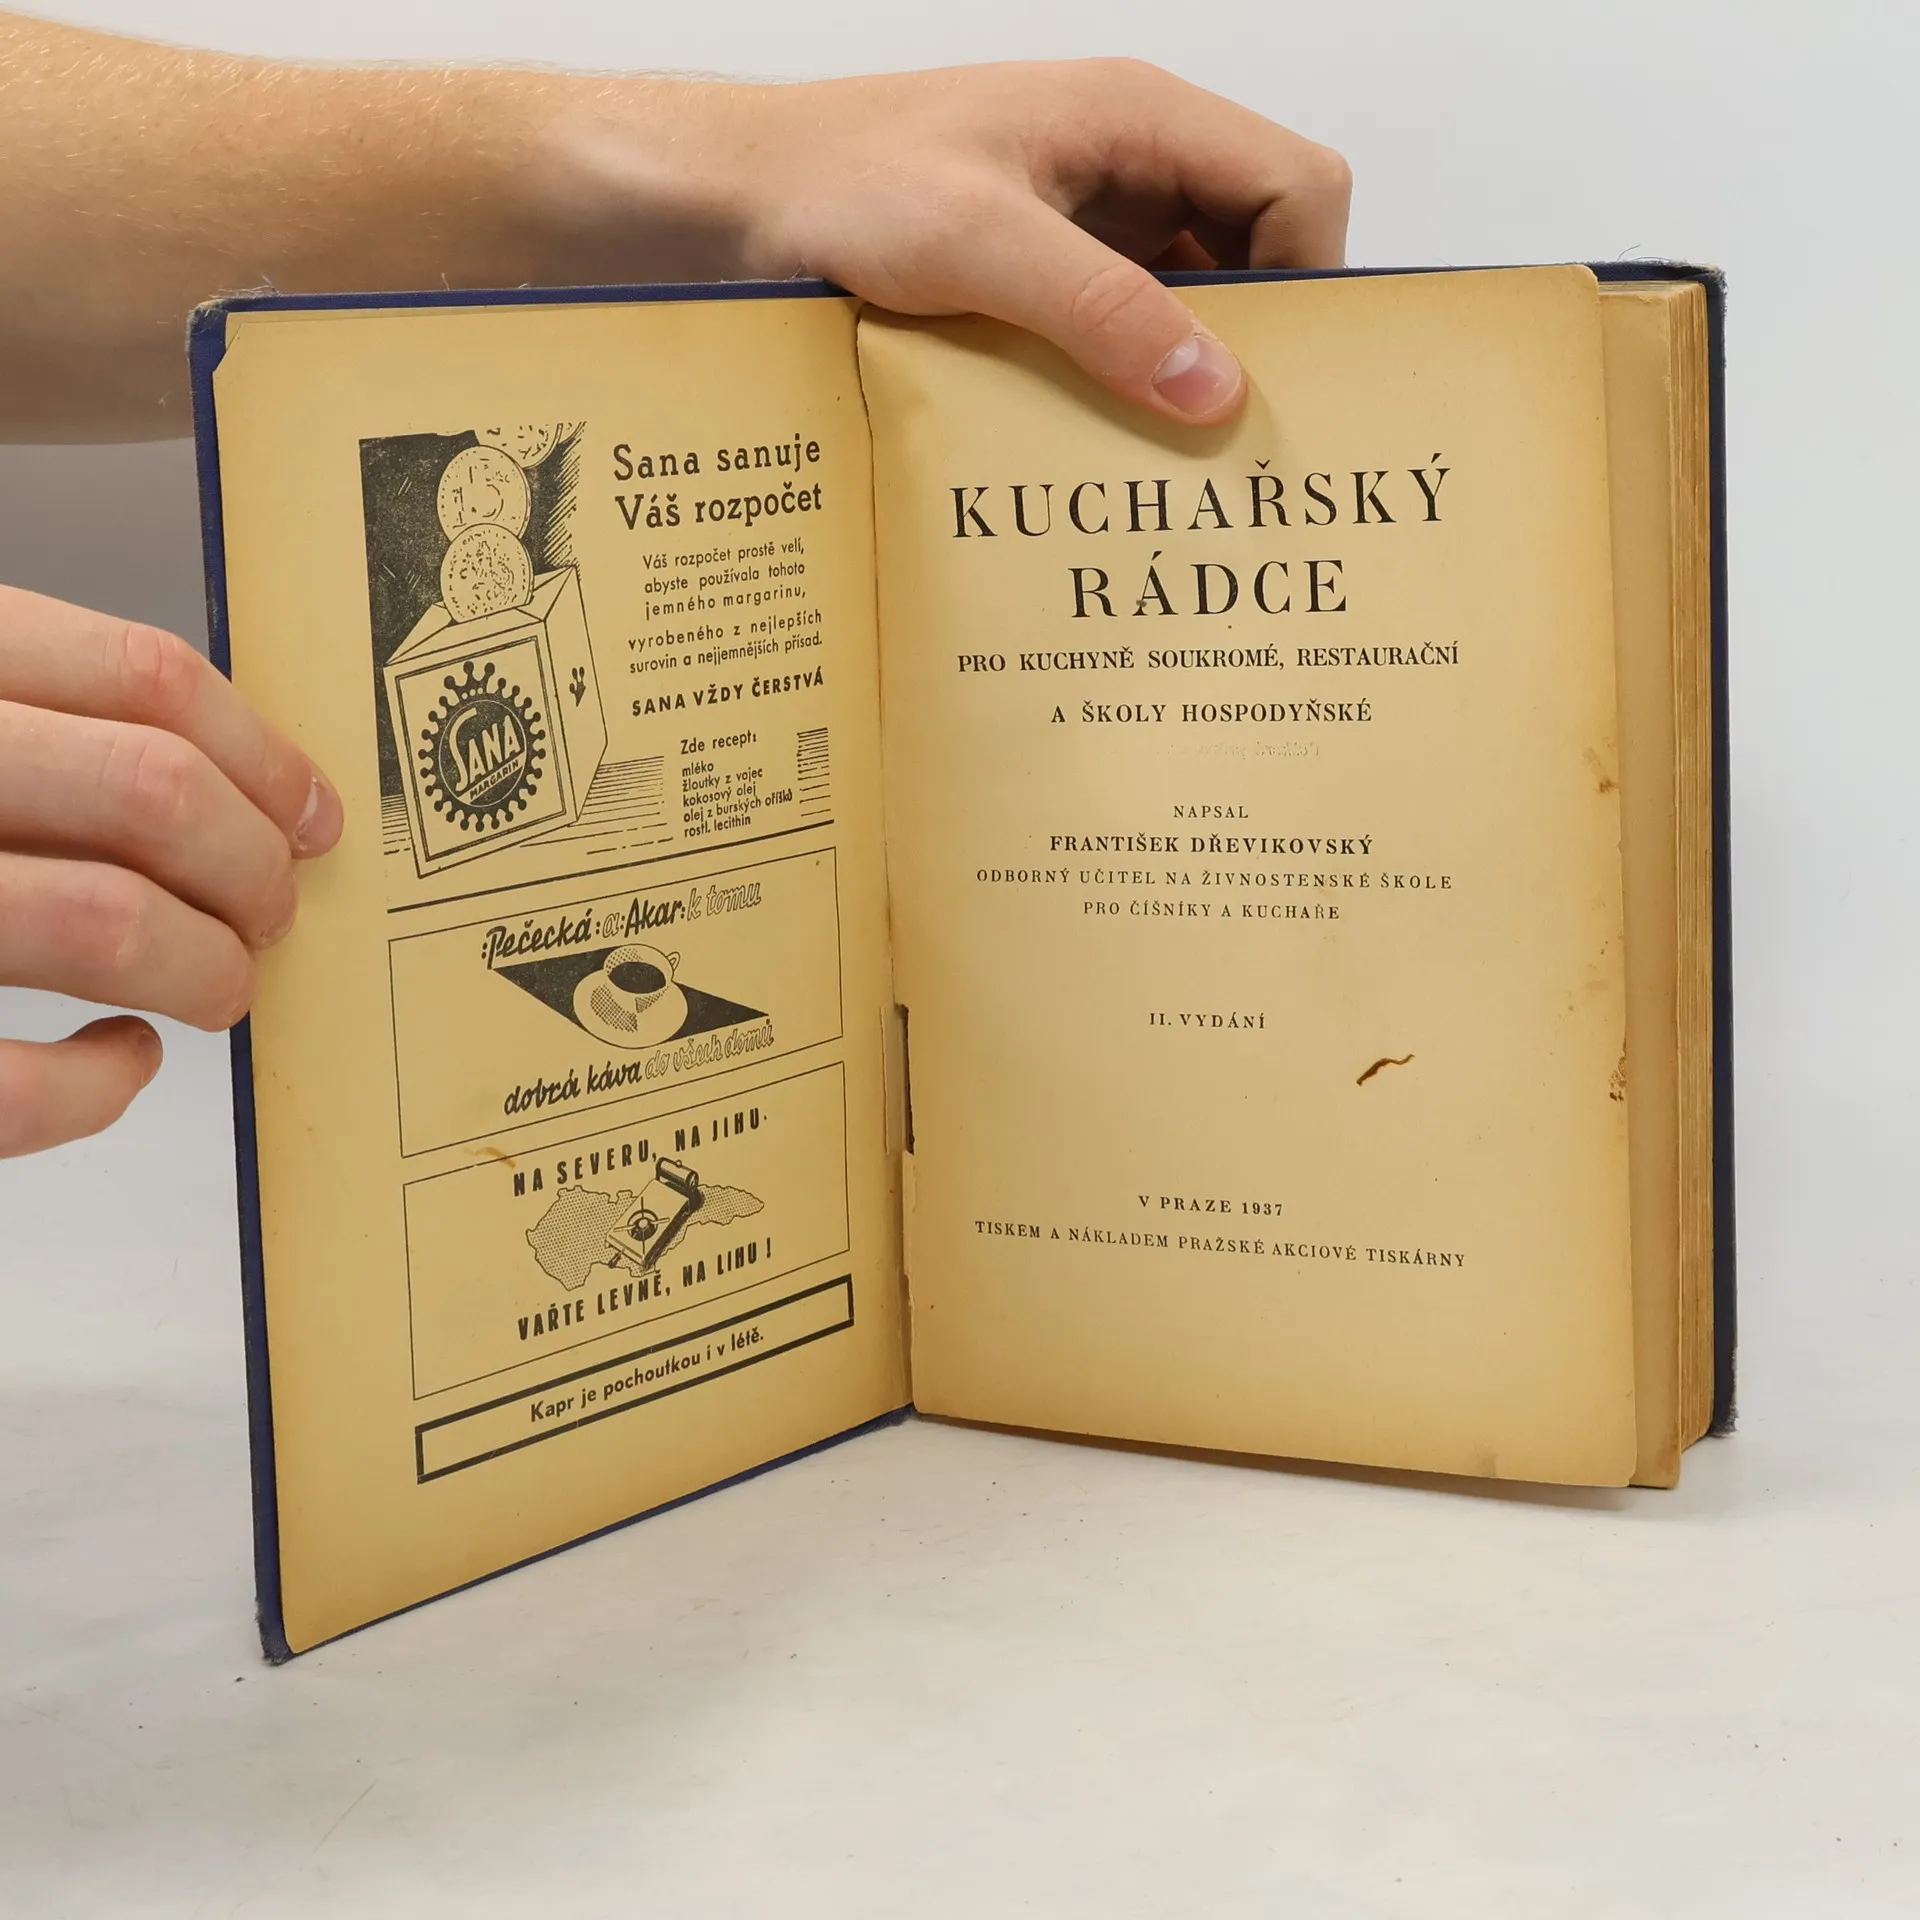 5
Sana sanuje
Váš rozpočet
Váš rozpočet prostě velí,
abyste používala tohoto
jemného margarinu,
vyrobeného z nejlepších
surovin a nejjemnějších přísad.
SANA VŽDY ČERSTVÁ
SANA
MARGARIN
Zde recept:
mléko
žloutky z vajec
kokosový olej
olej z burských oříšků
rostl. lecithin
:Pečecká:a:Akar:k tomu
dobrá káva do všech domů
NA SEVERU, NA JIHU.
VAŘTE LEVNĚ, NA LIHU!
Kapr je pochoutkou i v létě.
KUCHAŘSKÝ
RÁDCE
PRO KUCHYNĚ SOUKROMÉ, RESTAURAČNÍ
A ŠKOLY HOSPODYŇSKÉ
NAPSAL
FRANTIŠEK DŘEVIKOVSKÝ
ODBORNÝ UČITEL NA ŽIVNOSTENSKÉ ŠKOLE
PRO ČÍŠNÍKY A KUCHAŘE
II. VYDÁNÍ
V PRAZE 1937
TISKEM A NÁKLADEM PRAŽSKÉ AKCIOVÉ TISKÁRNY